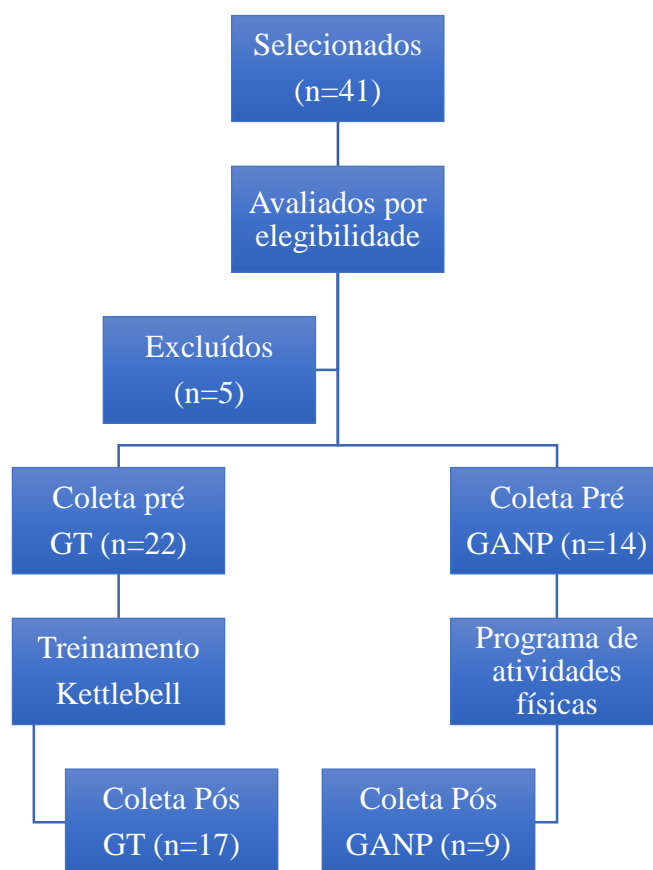 Selecionados
(n=41)
Avaliados por
elegibilidade
Excluídos
(n=5)
Coleta pré
GT (n=22)
Coleta Pré
GANP (n=14)
Treinamento
Kettlebell
Programa de
atividades
físicas
Coleta Pós
GT (n=17)
Coleta Pós
GANP (n=9)